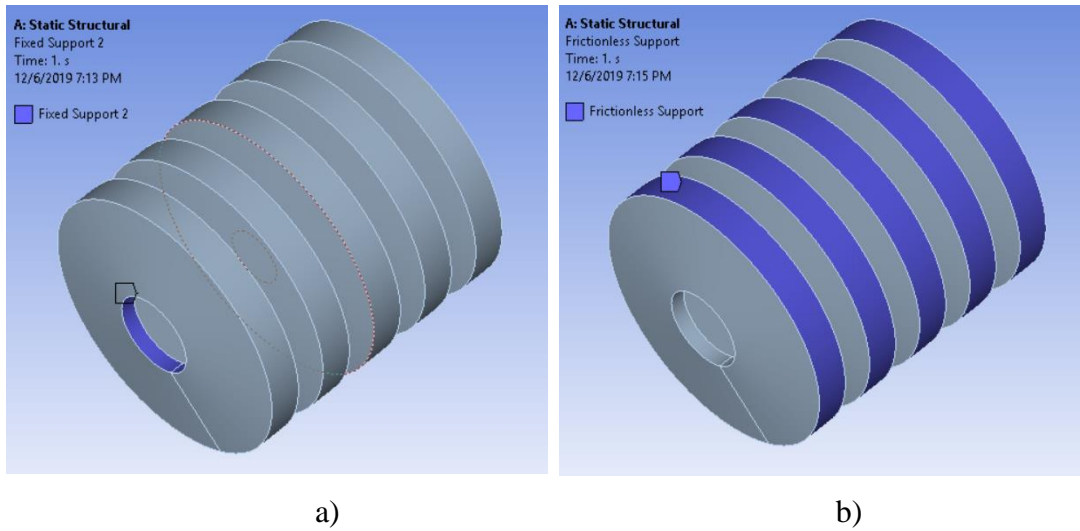 A: Static Structural
Fixed Support 2
Time: 1. s
12/6/2019 7:13 PM
Fixed Support 2
A: Static Structural
Frictionless Support
Time: 1. s
12/6/2019 7:15 PM
Frictionless Support
a)
b)